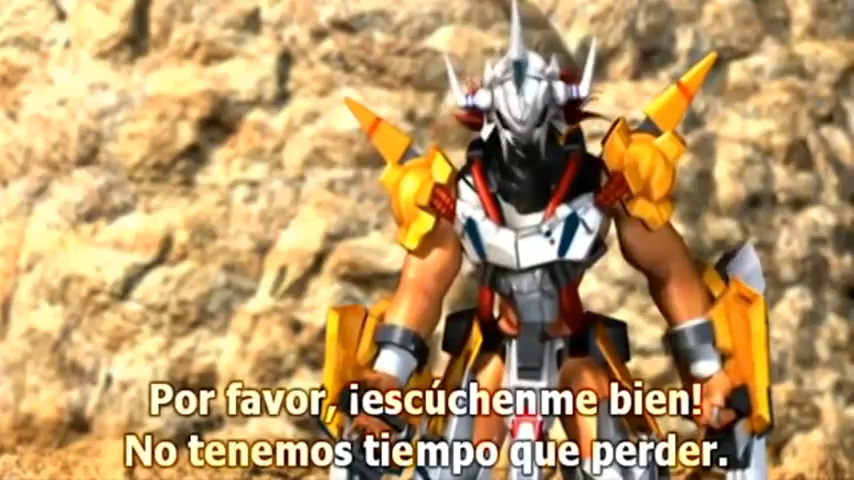 Por favor, ¡escúchenme bien!
No tenemos tiempo que perder.